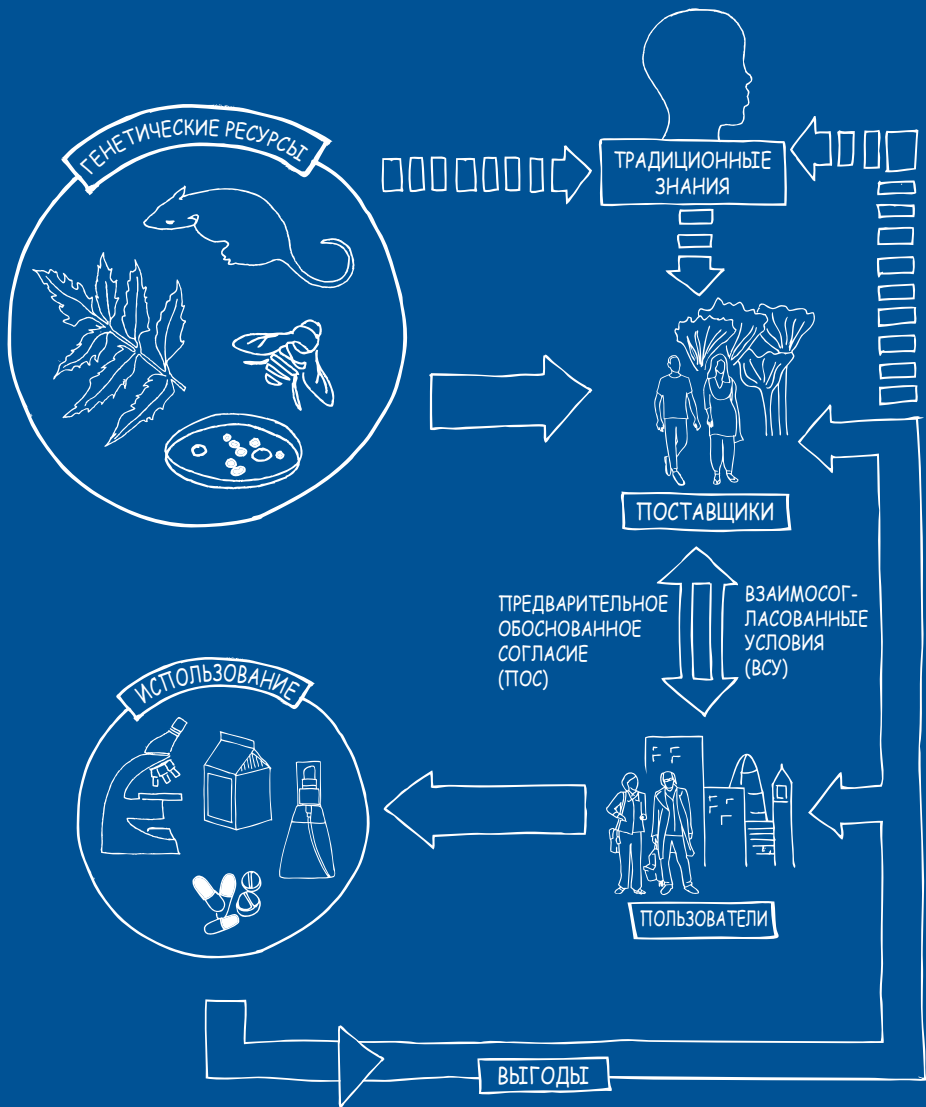 ГЕНЕТИЧЕСКИЕ РЕСУРСЫ
ТРАДИЦИОННЫЕ
ЗНАНИЯ
ПОСТАВЩИКИ
ПРЕДВАРИТЕЛЬНОЕ
ОБОСНОВАННОЕ
СОГЛАСИЕ
(ПОС)
ВЗАИМОСОГ-
ЛАСОВАННЫЕ
УСЛОВИЯ
(ВСУ)
ИСПОЛЬЗОВАНИЕ
ПОЛЬЗОВАТЕЛИ
ВЫГОДЫ